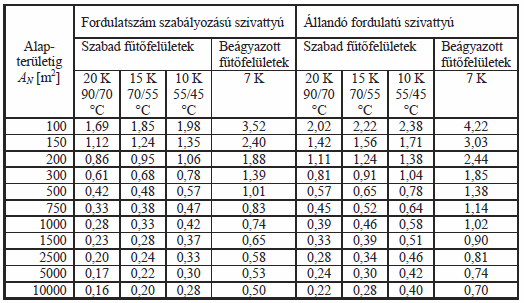 Alap-területig A_N [m²] | Fordulatszám szabályozású szivattyú | Állandó fordulatú szivattyú
Szabad fűtőfelületek | Beágyazott fűtőfelületek | Szabad fűtőfelületek | Beágyazott fűtőfelületek
20 K 90/70 °C | 15 K 70/55 °C | 10 K 55/45 °C | 7 K | 20 K 90/70 °C | 15 K 70/55 °C | 10 K 55/45 °C | 7 K
100 | 1,69 | 1,85 | 1,98 | 3,52 | 2,02 | 2,22 | 2,38 | 4,22
150 | 1,12 | 1,24 | 1,35 | 2,40 | 1,42 | 1,56 | 1,71 | 3,03
200 | 0,86 | 0,95 | 1,06 | 1,88 | 1,11 | 1,24 | 1,38 | 2,44
300 | 0,61 | 0,68 | 0,78 | 1,39 | 0,81 | 0,91 | 1,04 | 1,85
500 | 0,42 | 0,48 | 0,57 | 1,01 | 0,57 | 0,65 | 0,78 | 1,38
750 | 0,33 | 0,38 | 0,47 | 0,83 | 0,45 | 0,52 | 0,64 | 1,14
1000 | 0,28 | 0,33 | 0,42 | 0,74 | 0,39 | 0,46 | 0,58 | 1,02
1500 | 0,23 | 0,28 | 0,37 | 0,65 | 0,33 | 0,39 | 0,51 | 0,90
2500 | 0,20 | 0,24 | 0,33 | 0,58 | 0,28 | 0,34 | 0,46 | 0,81
5000 | 0,17 | 0,22 | 0,30 | 0,53 | 0,24 | 0,30 | 0,42 | 0,74
10000 | 0,16 | 0,20 | 0,28 | 0,50 | 0,22 | 0,28 | 0,40 | 0,70